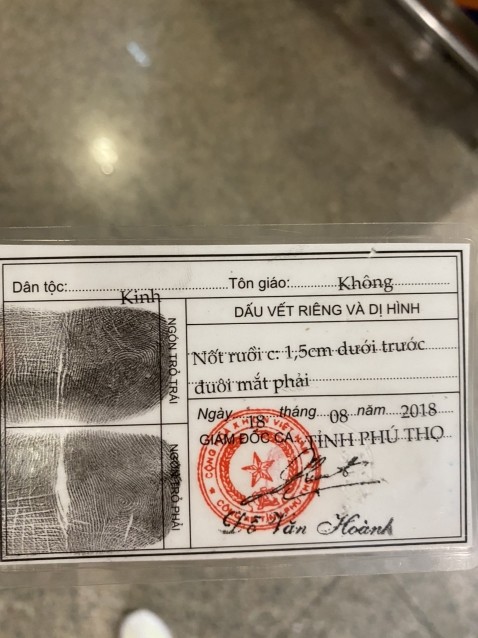 Dân tộc: Kinh Tôn giáo: Không
DẤU VẾT RIÊNG VÀ DỊ HÌNH
NGÓN TRỎ TRÁI
Nốt ruồi c: 1,5cm dưới trước
đuôi mắt phải
Ngày 18 tháng 08 năm 2018
GIÁM ĐỐC CA TỈNH PHÚ THỌ
NGÓN TRỎ PHẢI
Văn Hoành